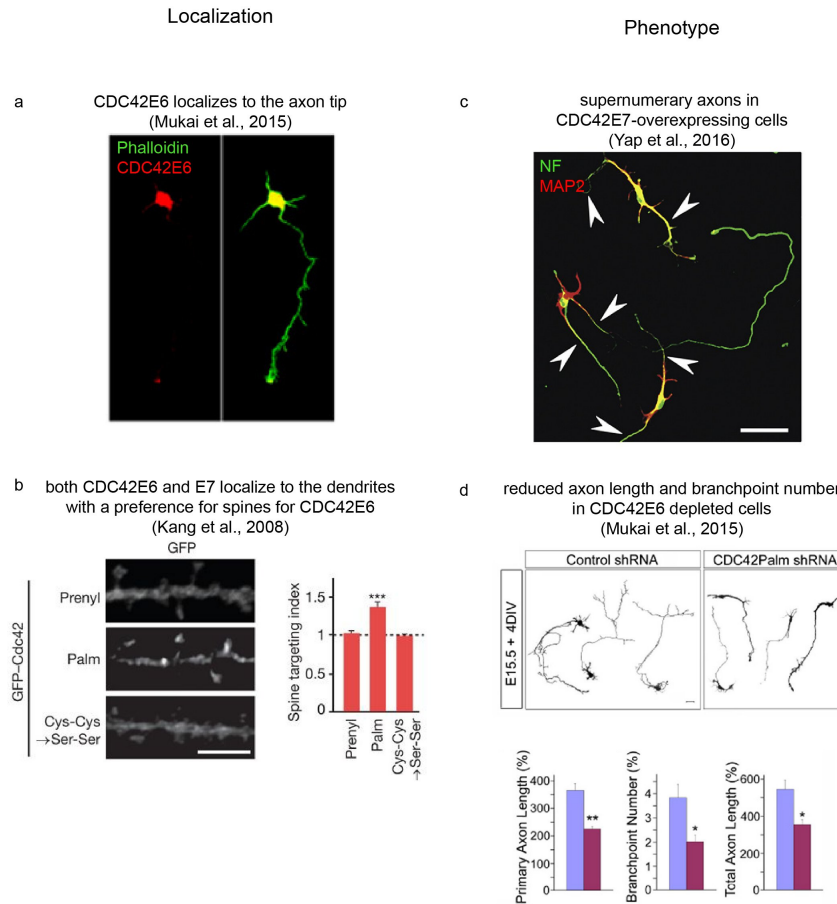 Localization
Phenotype
a
CDC42E6 localizes to the axon tip
(Mukai et al., 2015)
Phalloidin
CDC42E6
c
supernumerary axons in
CDC42E7-overexpressing cells
(Yap et al., 2016)
NF
MAP2
b
both CDC42E6 and E7 localize to the dendrites
with a preference for spines for CDC42E6
(Kang et al., 2008)
GFP
GFP–Cdc42
Prenyl
Palm
Cys-Cys
→Ser-Ser
Spine targeting index
1.5
1
0.5
0
***
Prenyl
Palm
Cys-Cys
→Ser-Ser
d
reduced axon length and branchpoint number
in CDC42E6 depleted cells
(Mukai et al., 2015)
Control shRNA
CDC42Palm shRNA
E15.5 + 4DIV
Primary Axon Length (%)
400
300
200
100
0
**
Branchpoint Number (%)
4
3
2
1
0
*
Total Axon Length (%)
600
400
200
0
*